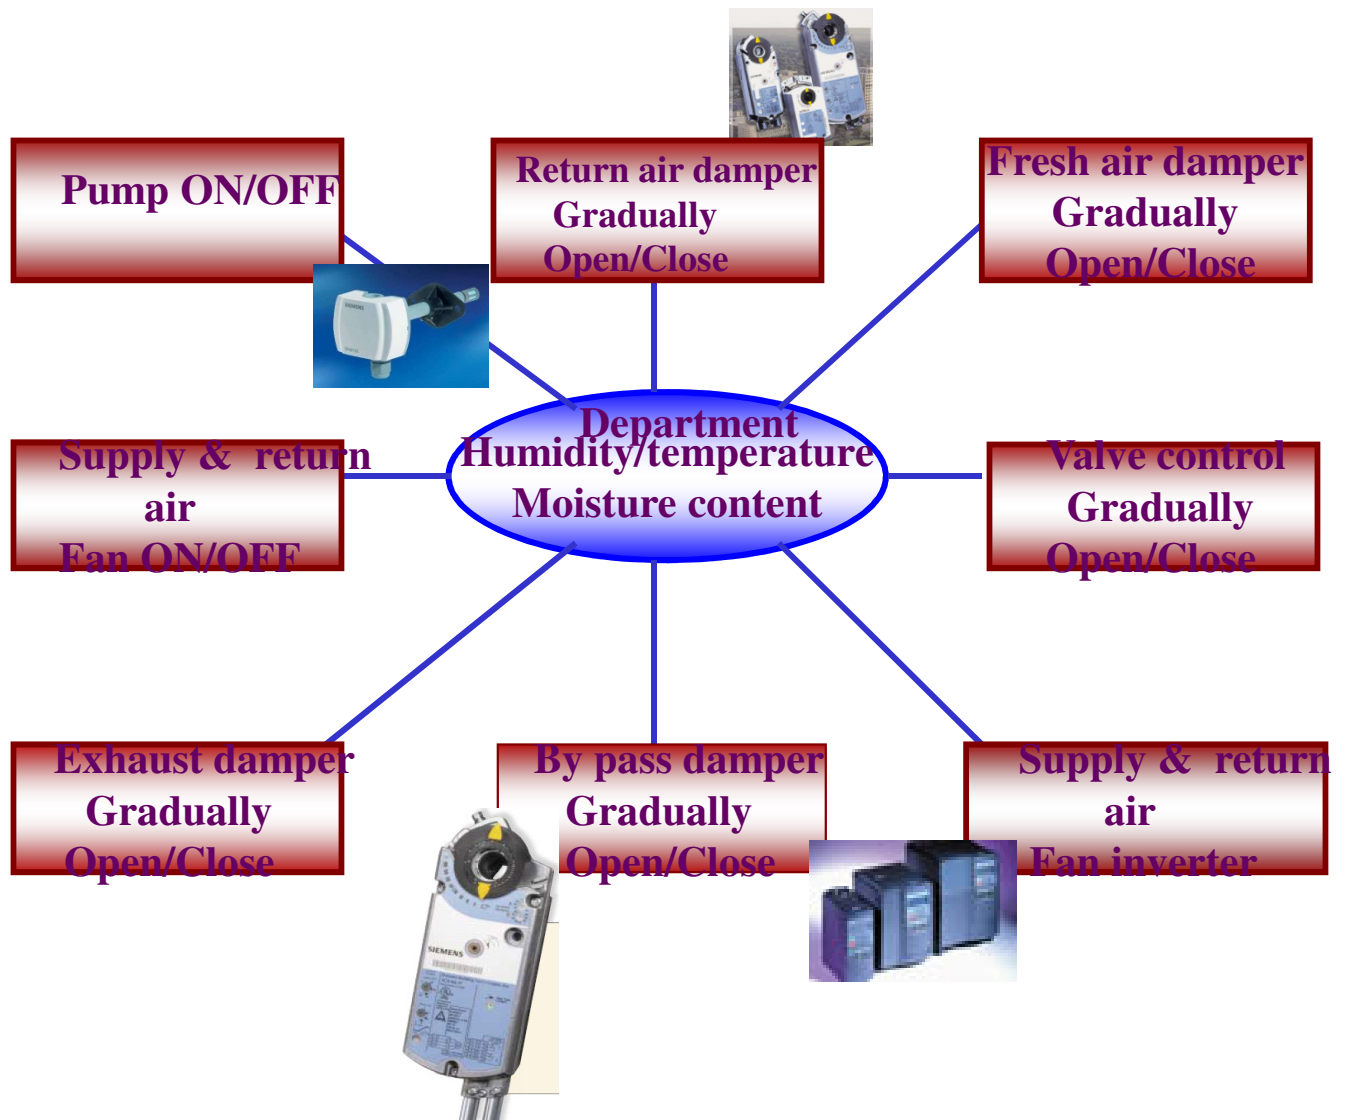 Pump ON/OFF
Return air damper
Gradually
Open/Close
Fresh air damper
Gradually
Open/Close
SIEMENS
Department
Humidity/temperature
Moisture content
Supply & return
air
Fan ON/OFF
Valve control
Gradually
Open/Close
Exhaust damper
Gradually
Open/Close
By pass damper
Gradually
Open/Close
Supply & return
air
Fan inverter
SIEMENS